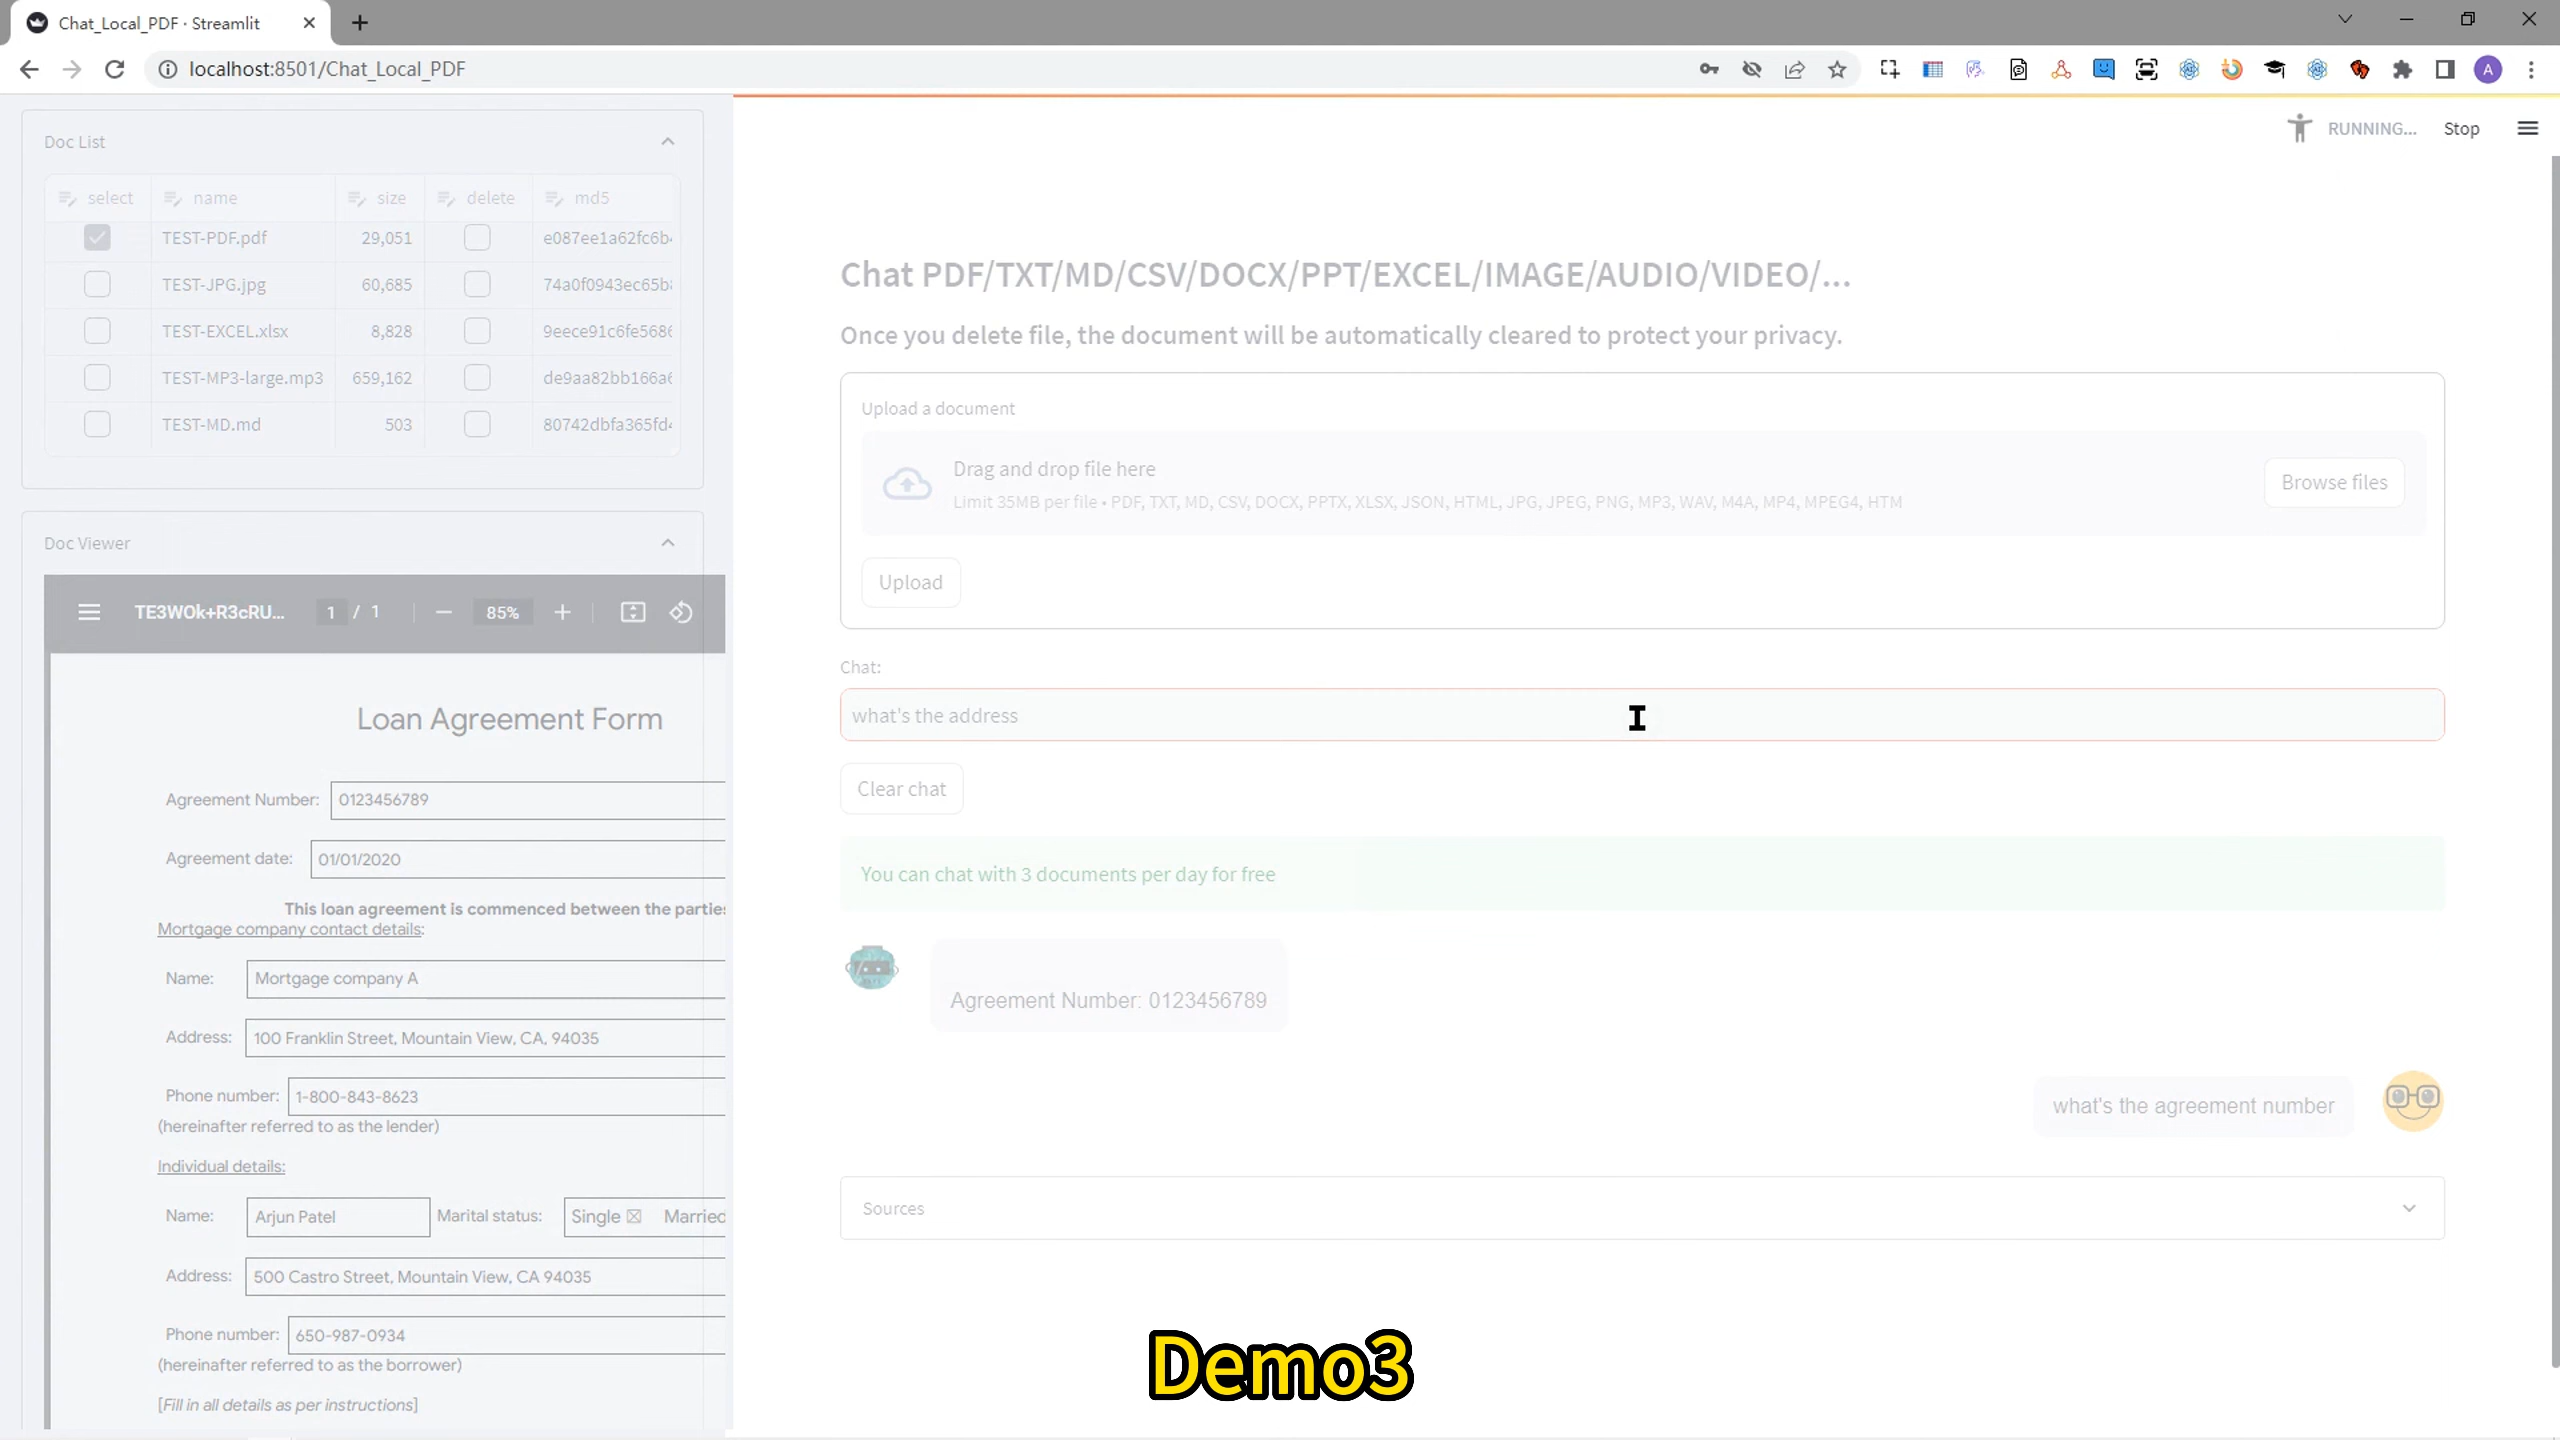 Chat_Local_PDF · Streamlit
localhost:8501/Chat_Local_PDF
A
RUNNING...
Stop
Doc List
select name size delete md5
TEST-PDF.pdf 29,051 e087ee1a62fc6b
TEST-JPG.jpg 60,685 74a0f0943ec65b
TEST-EXCEL.xlsx 8,828 9eece91c6fe5686
TEST-MP3-large.mp3 659,162 de9aa82bb166a6
TEST-MD.md 503 80742dbfa365fd
Doc Viewer
TE3WOk+R3cRU... 1 / 1 85%
Loan Agreement Form
Agreement Number: 0123456789
Agreement date: 01/01/2020
This loan agreement is commenced between the parties
Mortgage company contact details:
Name: Mortgage company A
Address: 100 Franklin Street, Mountain View, CA, 94035
Phone number: 1-800-843-8623
(hereinafter referred to as the lender)
Individual details:
Name: Arjun Patel Marital status: Single ☒ Married
Address: 500 Castro Street, Mountain View, CA 94035
Phone number: 650-987-0934
(hereinafter referred to as the borrower)
[Fill in all details as per instructions]
Chat PDF/TXT/MD/CSV/DOCX/PPT/EXCEL/IMAGE/AUDIO/VIDEO/...
Once you delete file, the document will be automatically cleared to protect your privacy.
Upload a document
Drag and drop file here
Limit 35MB per file • PDF, TXT, MD, CSV, DOCX, PPTX, XLSX, JSON, HTML, JPG, JPEG, PNG, MP3, WAV, M4A, MP4, MPEG4, HTM
Browse files
Upload
Chat:
what's the address
Clear chat
You can chat with 3 documents per day for free
Agreement Number: 0123456789
what's the agreement number
Sources
Demo3